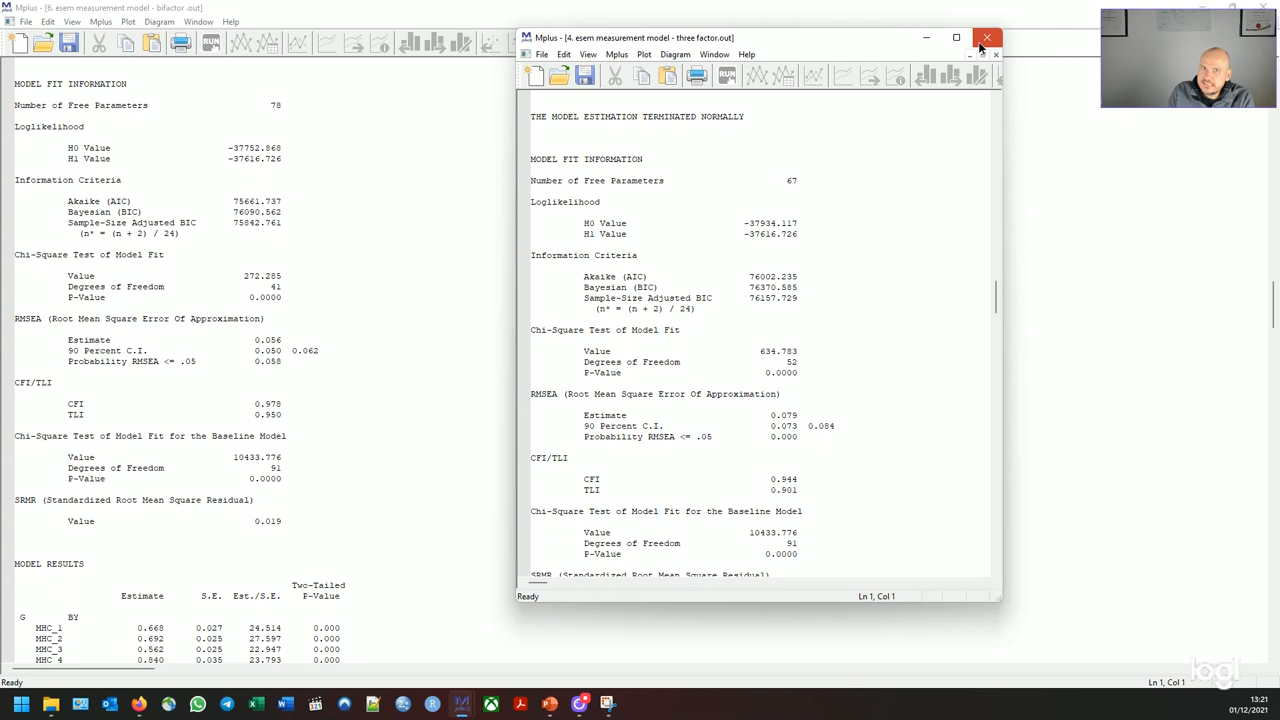 Mplus - [6. esem measurement model - bifactor .out]
File Edit View Mplus Plot Diagram Window Help
RUN
MODEL FIT INFORMATION
Number of Free Parameters 78
Loglikelihood
H0 Value -37752.868
H1 Value -37616.726
Information Criteria
Akaike (AIC) 75661.737
Bayesian (BIC) 76090.562
Sample-Size Adjusted BIC 75842.761
(n* = (n + 2) / 24)
Chi-Square Test of Model Fit
Value 272.285
Degrees of Freedom 41
P-Value 0.0000
RMSEA (Root Mean Square Error Of Approximation)
Estimate 0.056
90 Percent C.I. 0.050 0.062
Probability RMSEA <= .05 0.058
CFI/TLI
CFI 0.978
TLI 0.950
Chi-Square Test of Model Fit for the Baseline Model
Value 10433.776
Degrees of Freedom 91
P-Value 0.0000
SRMR (Standardized Root Mean Square Residual)
Value 0.019
MODEL RESULTS
Two-Tailed
Estimate S.E. Est./S.E. P-Value
G BY
MHC_1 0.668 0.027 24.514 0.000
MHC_2 0.692 0.025 27.597 0.000
MHC_3 0.562 0.025 22.947 0.000
MHC_4 0.840 0.035 23.793 0.000
Ready
Ln 1, Col 1
Mplus - [4. esem measurement model - three factor.out]
File Edit View Mplus Plot Diagram Window Help
RUN
THE MODEL ESTIMATION TERMINATED NORMALLY
MODEL FIT INFORMATION
Number of Free Parameters 67
Loglikelihood
H0 Value -37934.117
H1 Value -37616.726
Information Criteria
Akaike (AIC) 76002.235
Bayesian (BIC) 76370.585
Sample-Size Adjusted BIC 76157.729
(n* = (n + 2) / 24)
Chi-Square Test of Model Fit
Value 634.783
Degrees of Freedom 52
P-Value 0.0000
RMSEA (Root Mean Square Error Of Approximation)
Estimate 0.079
90 Percent C.I. 0.073 0.084
Probability RMSEA <= .05 0.000
CFI/TLI
CFI 0.944
TLI 0.901
Chi-Square Test of Model Fit for the Baseline Model
Value 10433.776
Degrees of Freedom 91
P-Value 0.0000
SRMR (Standardized Root Mean Square Residual)
Ready
Ln 1, Col 1
logi
13:21
01/12/2021